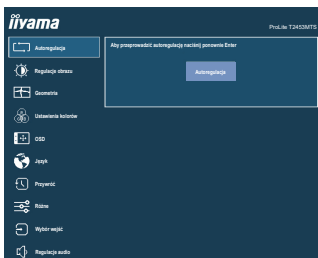 iiyama
ProLite T2453MTS
Autoregulacja
Aby przeprowadzić autoregulację naciśnij ponownie Enter
Autoregulacja
Regulacje obrazu
Geometria
Ustawienia kolorów
OSD
Język
Przywróć
Różne
Wybór wejść
Regulacja audio